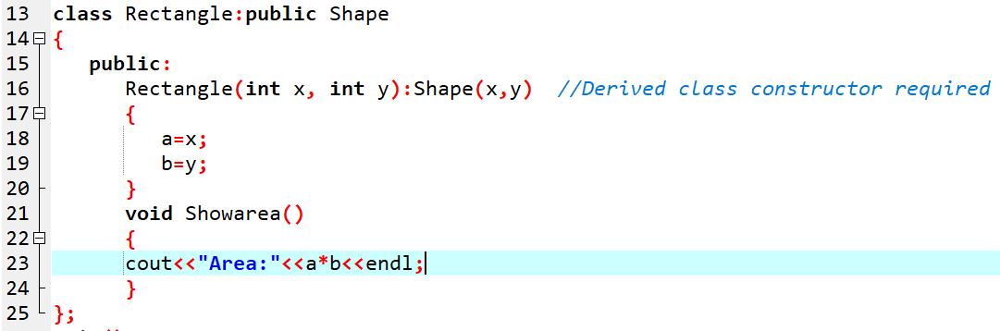 13 class Rectangle:public Shape
14 {
15 public:
16 Rectangle(int x, int y):Shape(x,y) //Derived class constructor required
17 {
18 a=x;
19 b=y;
20 }
21 void Showarea()
22 {
23 cout<<"Area:"<<a*b<<endl;
24 }
25 };